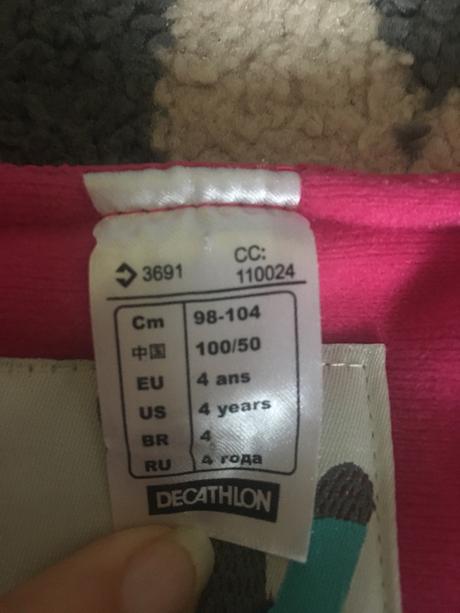 3691 CC:
110024
Cm 98-104
中国 100/50
EU 4 ans
US 4 years
BR 4
RU 4 года
DECATHLON